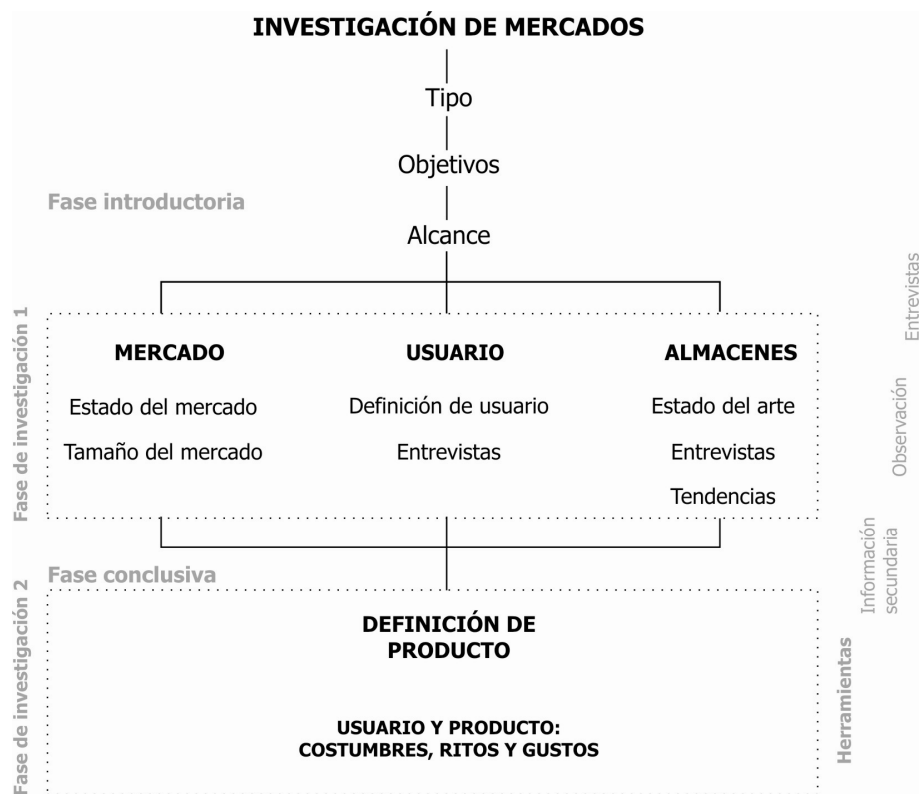 INVESTIGACIÓN DE MERCADOS
Tipo
Objetivos
Fase introductoria
Alcance
Fase de investigación 1
MERCADO
Estado del mercado
Tamaño del mercado
USUARIO
Definición de usuario
Entrevistas
ALMACENES
Estado del arte
Entrevistas
Tendencias
Fase conclusiva
Fase de investigación 2
DEFINICIÓN DE
PRODUCTO
USUARIO Y PRODUCTO:
COSTUMBRES, RITOS Y GUSTOS
Herramientas
Información
secundaria
Observación
Entrevistas